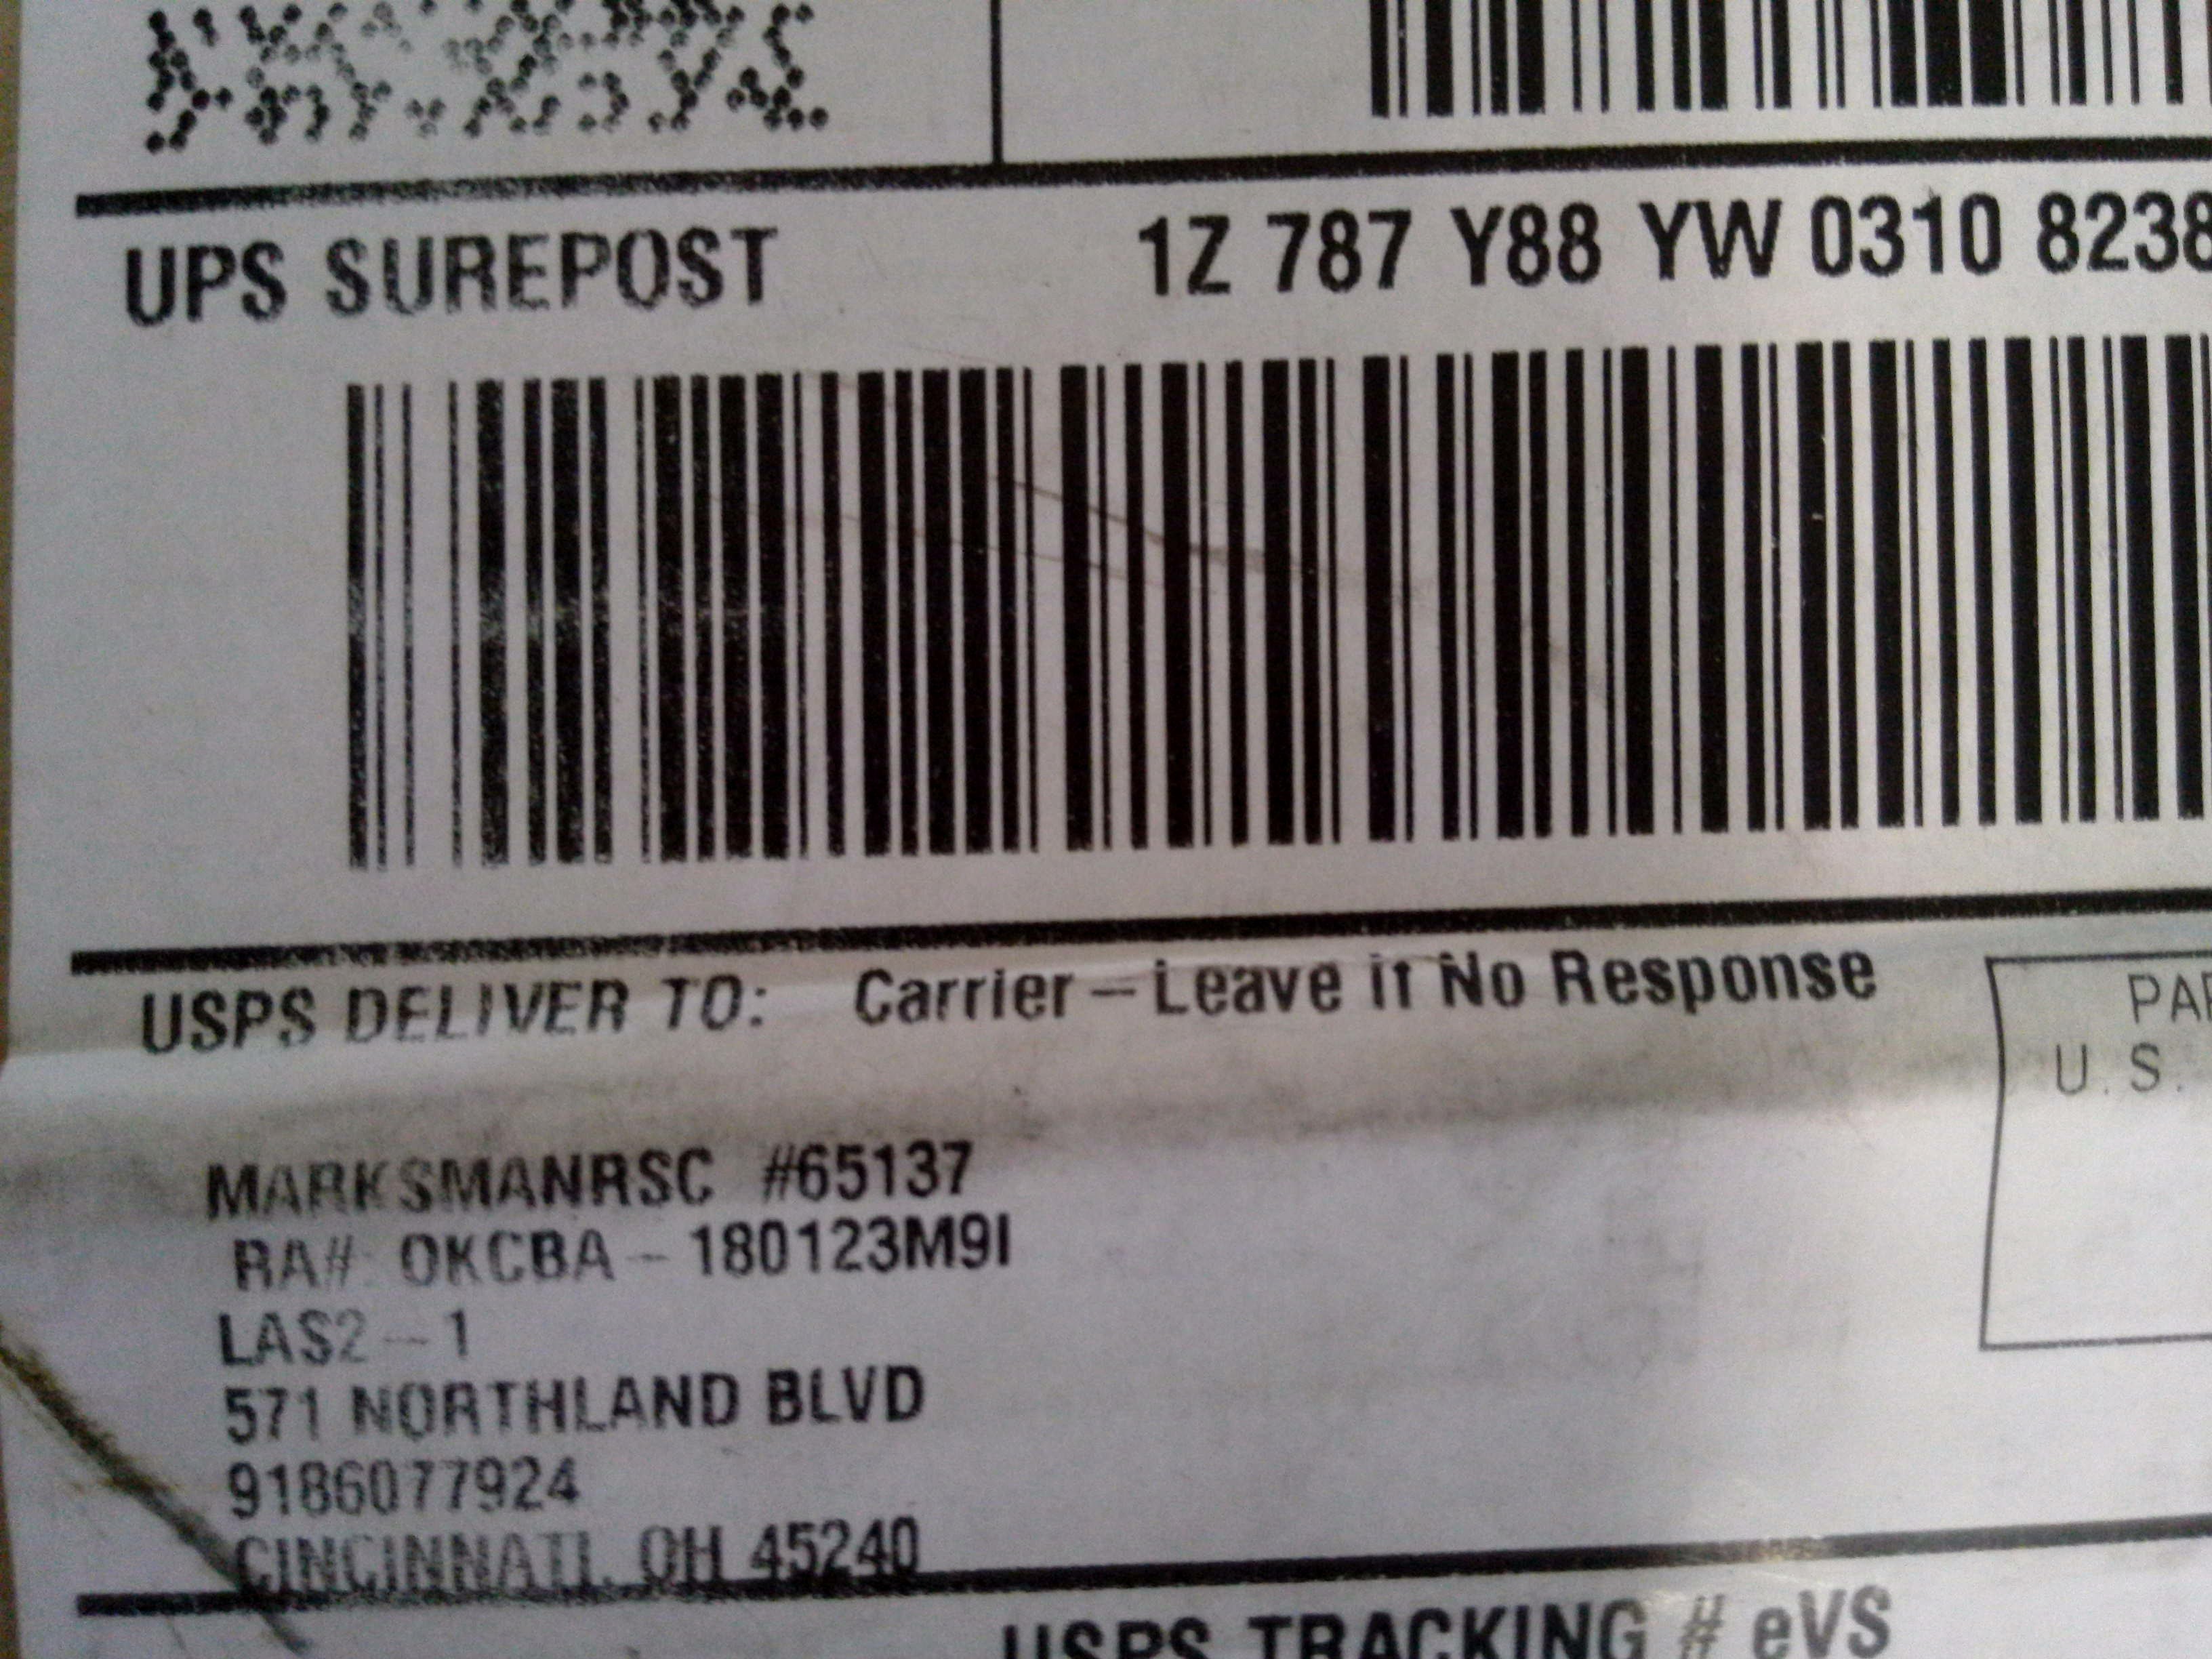 UPS SUREPOST 1Z 787 Y88 YW 0310 8238
USPS DELIVER TO: Carrier – Leave if No Response
PAR
U.S.
MARKSMANRSC #65137
RA# OKCBA – 180123M9I
LAS2 – 1
571 NORTHLAND BLVD
9186077924
CINCINNATI, OH 45240
USPS TRACKING # eVS